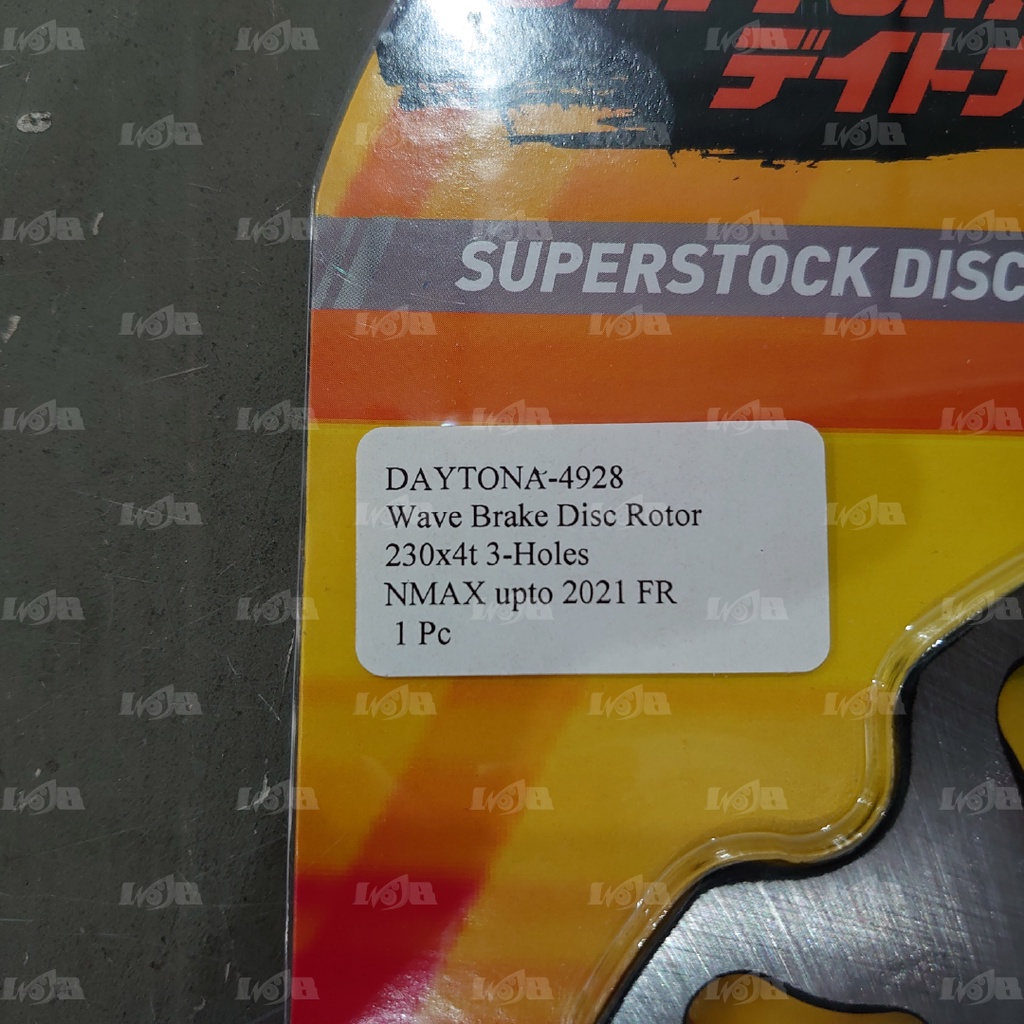 デイト
SUPERSTOCK DISC
DAYTONA-4928
Wave Brake Disc Rotor
230x4t 3-Holes
NMAX upto 2021 FR
1 Pc